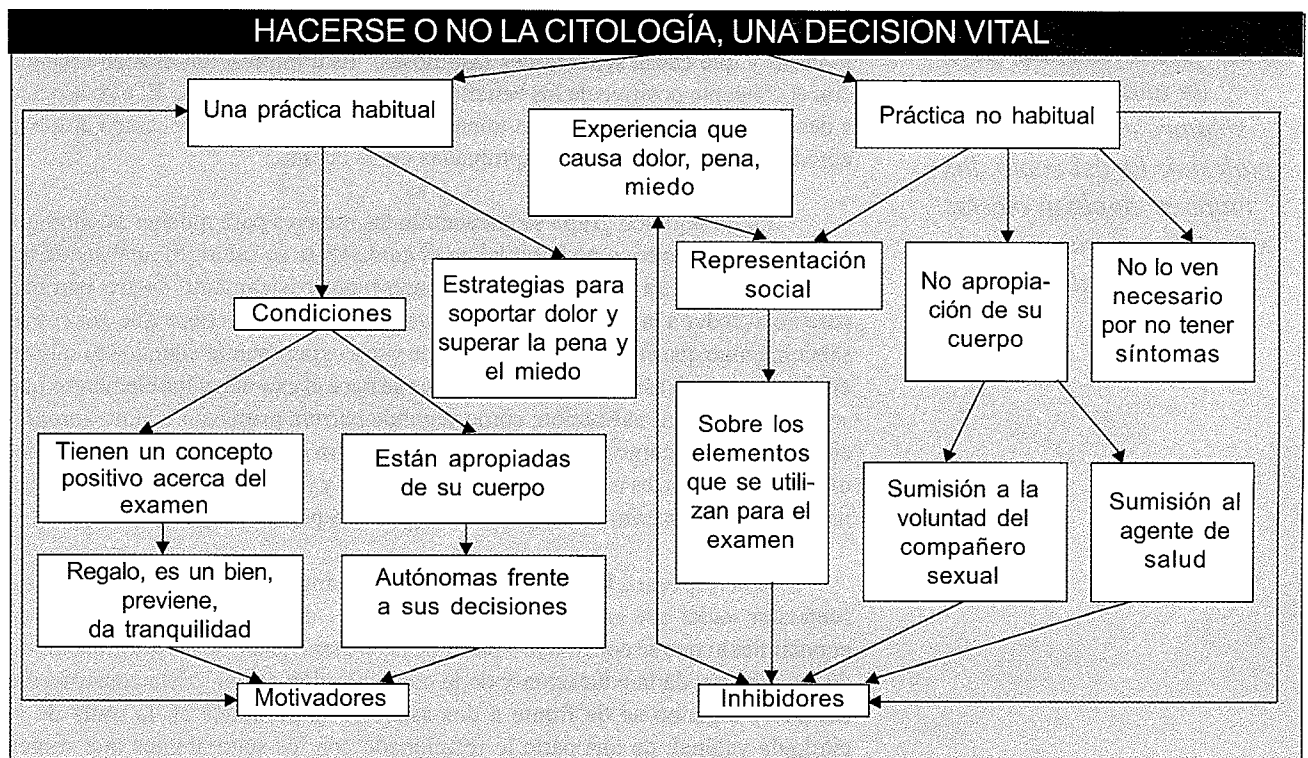 HACERSE O NO LA CITOLOGÍA, UNA DECISION VITAL
Una práctica habitual
Experiencia que
causa dolor, pena,
miedo
Práctica no habitual
Condiciones
Estrategias para
soportar dolor y
superar la pena y
el miedo
Representación
social
No apropia-
ción de su
cuerpo
No lo ven
necesario
por no tener
síntomas
Tienen un concepto
positivo acerca del
examen
Están apropiadas
de su cuerpo
Sobre los
elementos
que se utili-
zan para el
examen
Sumisión a la
voluntad del
compañero
sexual
Sumisión al
agente de
salud
Regalo, es un bien,
previene,
da tranquilidad
Autónomas frente
a sus decisiones
Motivadores
Inhibidores